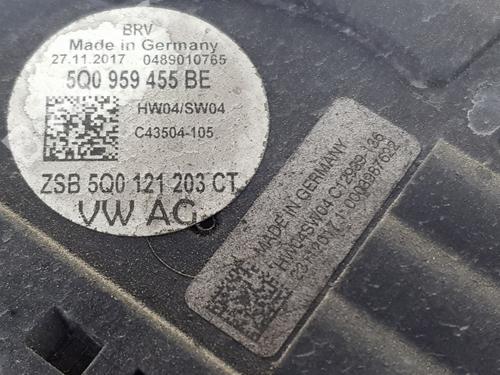 BRV
Made in Germany
27.11.2017 0489010765
5Q0 959 455 BE
HW04/SW04
C43504-105
ZSB 5Q0 121 203 CT
VW AG
MADE IN GERMANY
HW04SW04